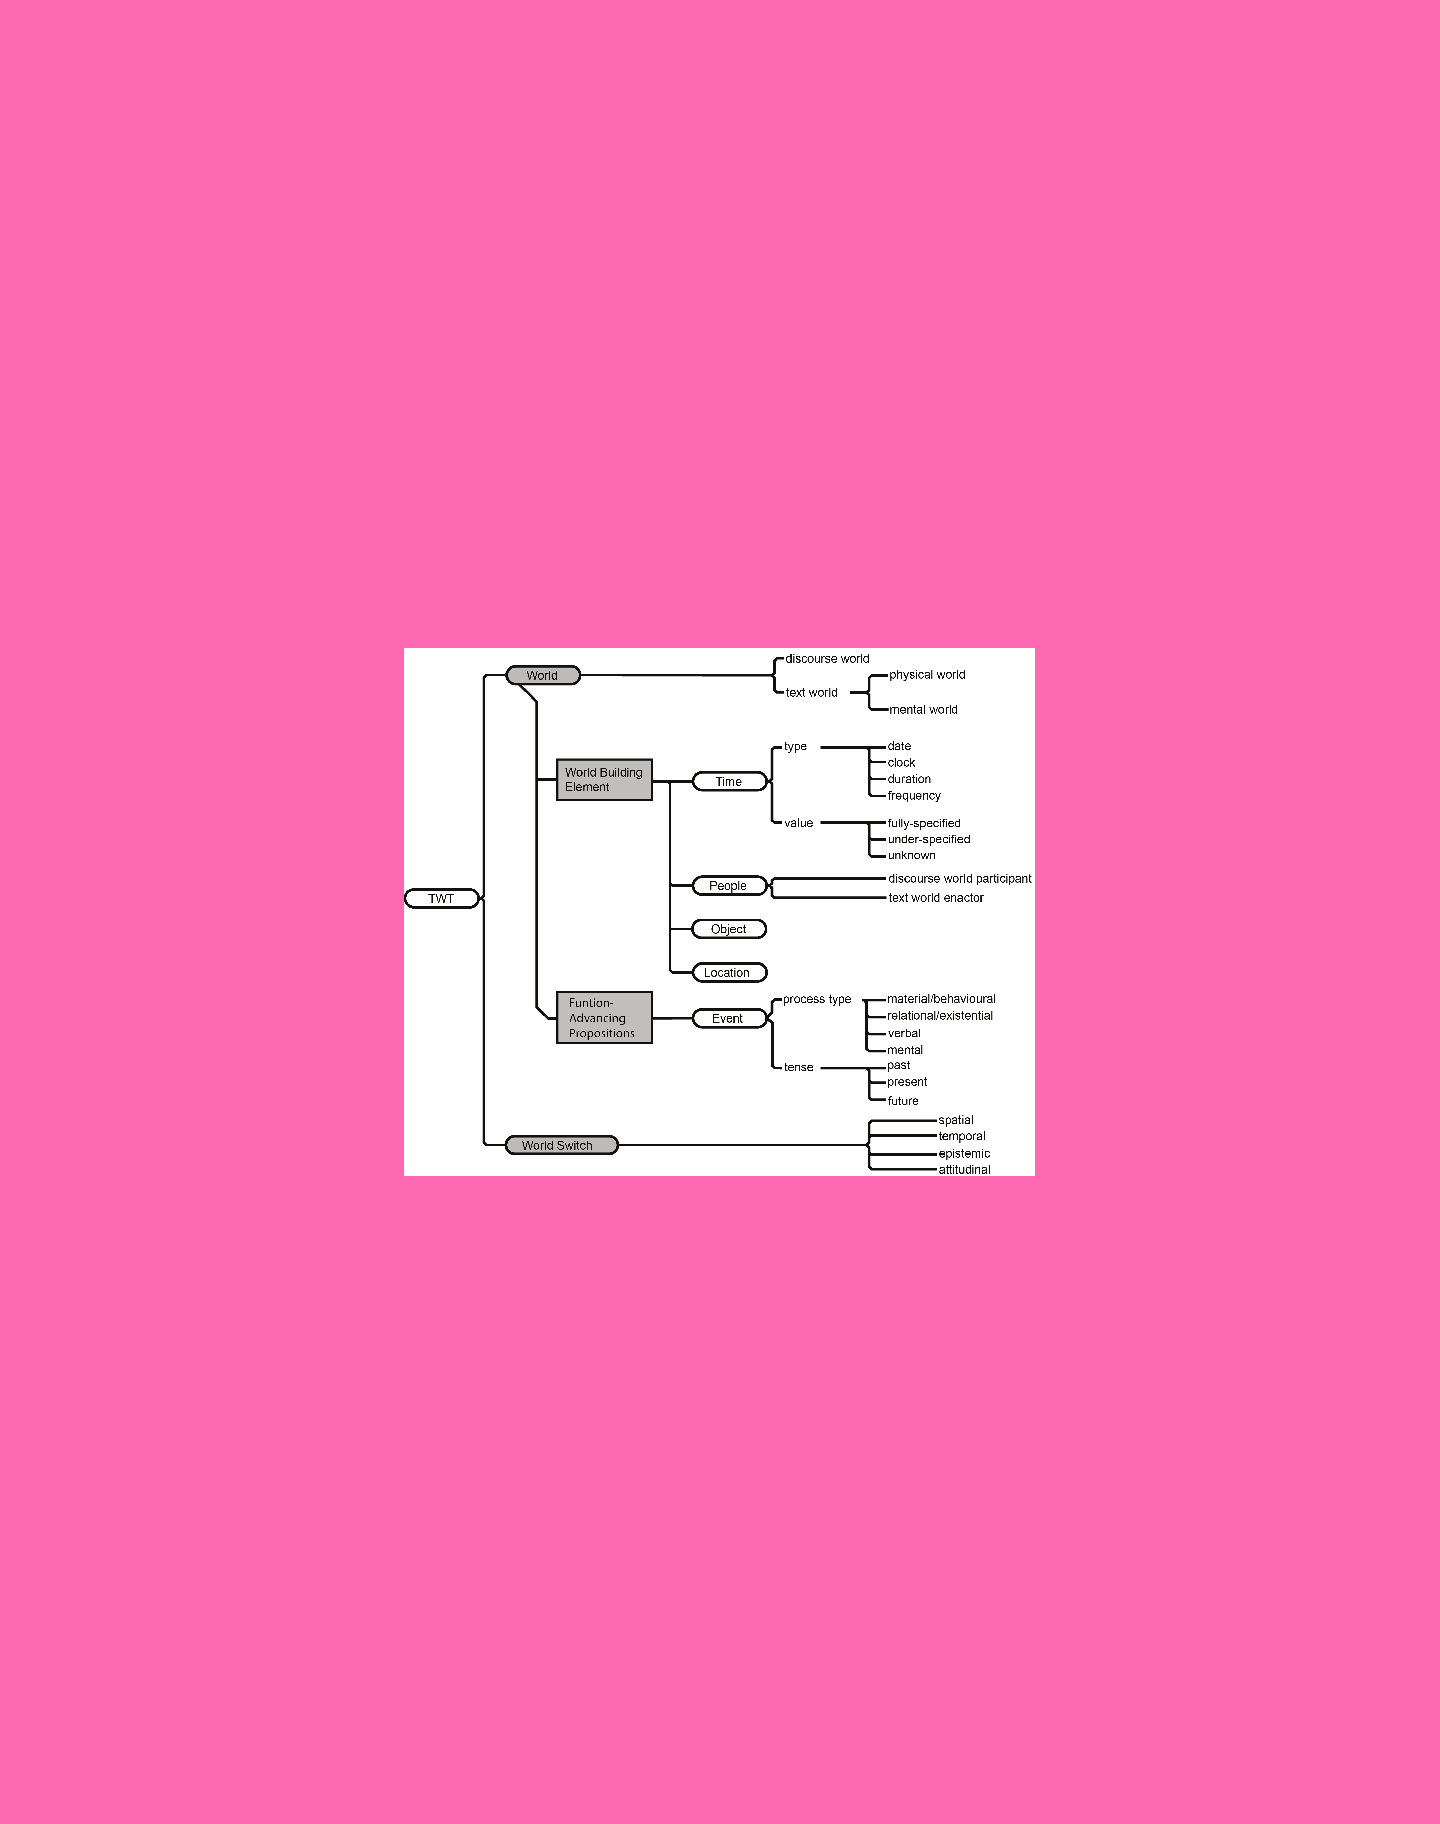 World
discourse world
text world
physical world
mental world
World Building
Element
Time
type
date
clock
duration
frequency
value
fully-specified
under-specified
unknown
TWT
People
discourse world participant
text world enactor
Object
Location
Funtion-
Advancing
Propositions
Event
process type
material/behavioural
relational/existential
verbal
mental
tense
past
present
future
World Switch
spatial
temporal
epistemic
attitudinal